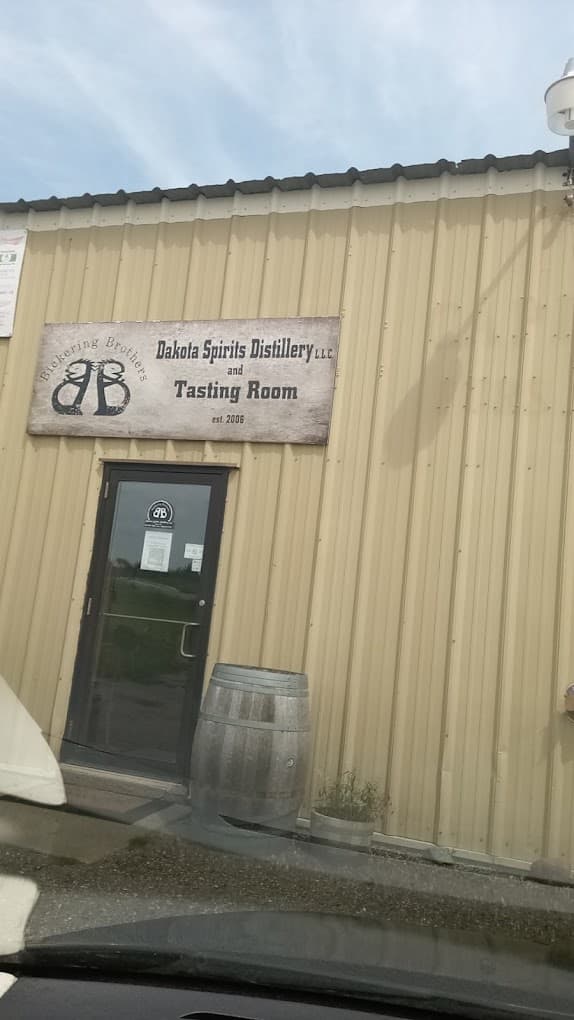 Bickering Brothers
Dakota Spirits Distillery L.L.C.
and
Tasting Room
est. 2006